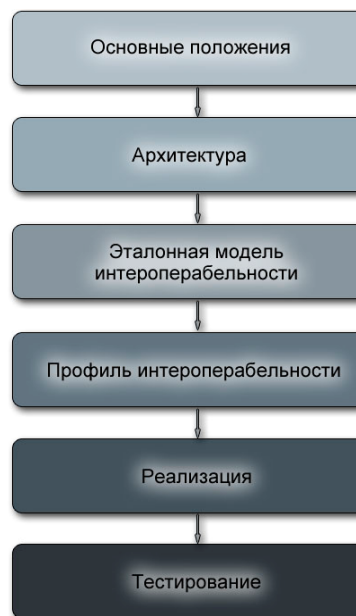 Основные положения
Архитектура
Эталонная модель
интероперабельности
Профиль интероперабельности
Реализация
Тестирование